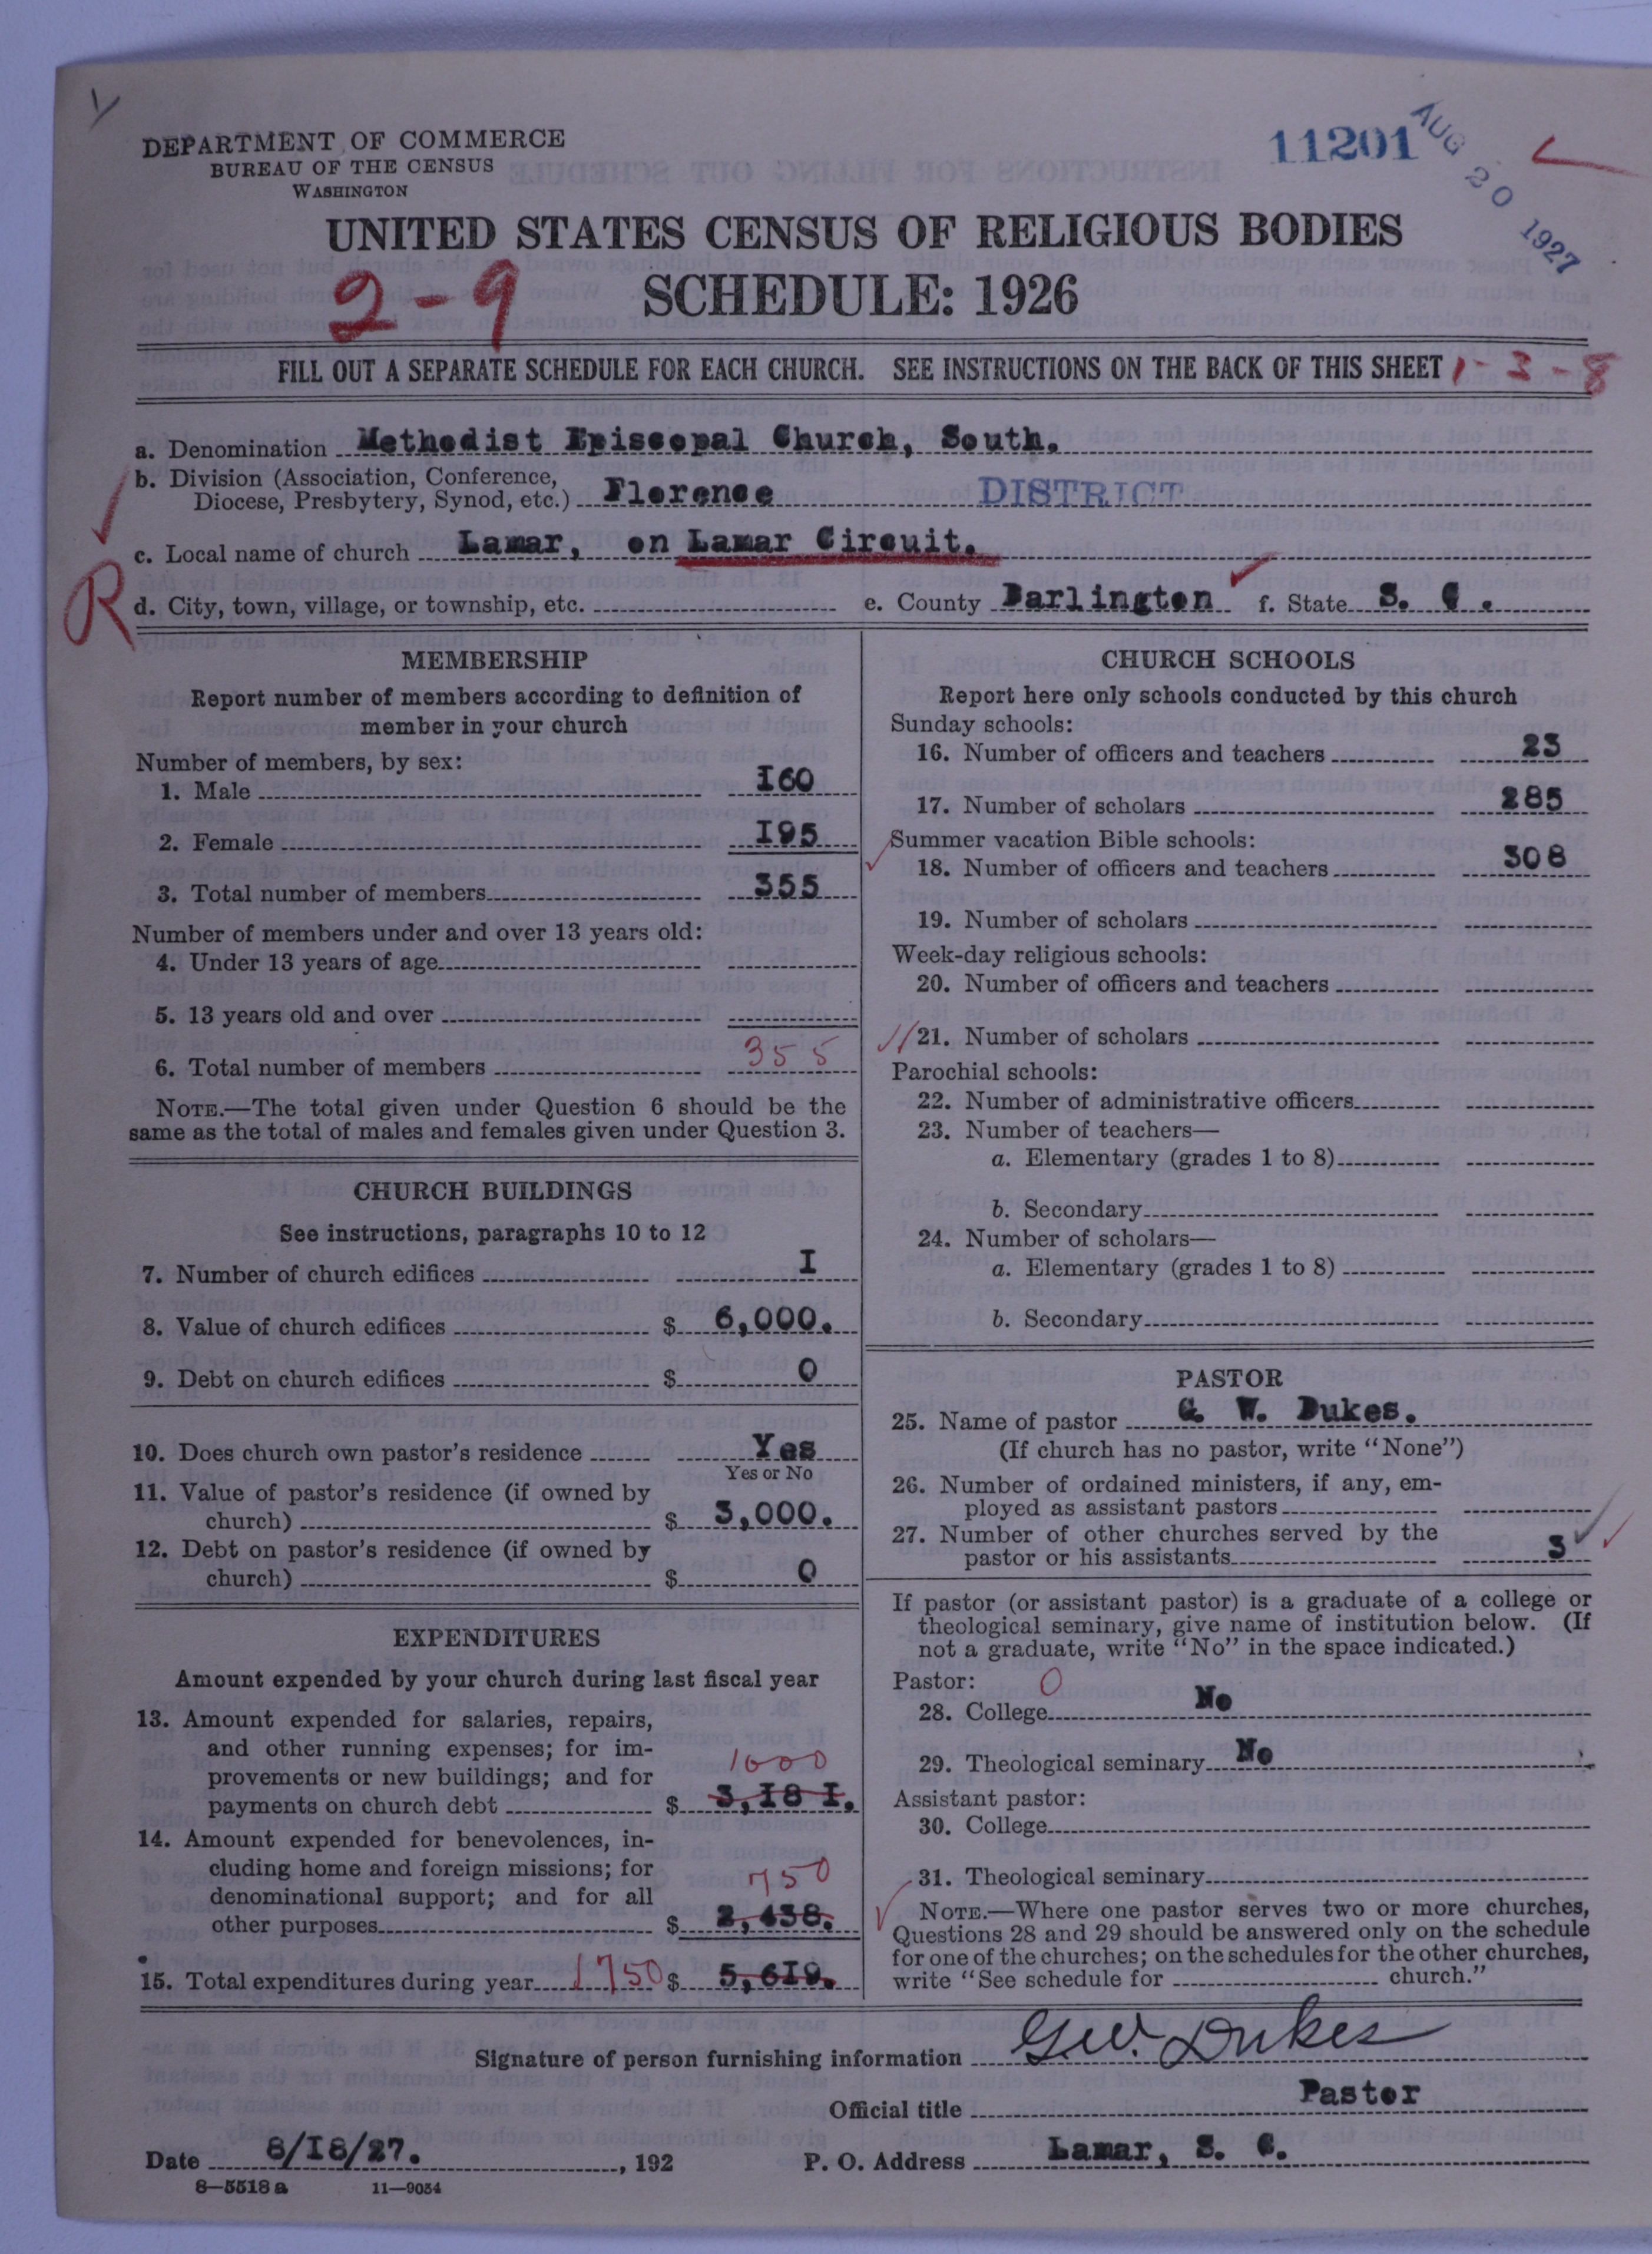 DEPARTMENT OF COMMERCE
BUREAU OF THE CENSUS
WASHINGTON
11201
AUG 20 1927
UNITED STATES CENSUS OF RELIGIOUS BODIES
2-9
SCHEDULE: 1926
FILL OUT A SEPARATE SCHEDULE FOR EACH CHURCH. SEE INSTRUCTIONS ON THE BACK OF THIS SHEET 1-3-8
a. Denomination Methodist Episcopal Church, South.
b. Division (Association, Conference,
Diocese, Presbytery, Synod, etc.) Florence DISTRICT
c. Local name of church Lamar, on Lamar Circuit.
R
d. City, town, village, or township, etc. e. County Darlington f. State S. C.
MEMBERSHIP
Report number of members according to definition of
member in your church
Number of members, by sex:
1. Male I60
2. Female I95
3. Total number of members 355
Number of members under and over 13 years old:
4. Under 13 years of age
5. 13 years old and over
6. Total number of members 355
NOTE.—The total given under Question 6 should be the
same as the total of males and females given under Question 3.
CHURCH BUILDINGS
See instructions, paragraphs 10 to 12
7. Number of church edifices I
8. Value of church edifices $ 6,000.
9. Debt on church edifices $ 0
10. Does church own pastor's residence Yes
Yes or No
11. Value of pastor's residence (if owned by
church) $ 3,000.
12. Debt on pastor's residence (if owned by
church) $ 0
EXPENDITURES
Amount expended by your church during last fiscal year
13. Amount expended for salaries, repairs,
and other running expenses; for im-
provements or new buildings; and for 1000
payments on church debt $ 3,18I.
14. Amount expended for benevolences, in-
cluding home and foreign missions; for
denominational support; and for all 750
other purposes $ 2,438.
15. Total expenditures during year 1750 $ 5,6I9.
CHURCH SCHOOLS
Report here only schools conducted by this church
Sunday schools:
16. Number of officers and teachers 23
17. Number of scholars 285
Summer vacation Bible schools:
18. Number of officers and teachers 308
19. Number of scholars
Week-day religious schools:
20. Number of officers and teachers
21. Number of scholars
Parochial schools:
22. Number of administrative officers
23. Number of teachers—
a. Elementary (grades 1 to 8)
b. Secondary
24. Number of scholars—
a. Elementary (grades 1 to 8)
b. Secondary
PASTOR
25. Name of pastor G. W. Dukes.
(If church has no pastor, write "None")
26. Number of ordained ministers, if any, em-
ployed as assistant pastors
27. Number of other churches served by the
pastor or his assistants 3
If pastor (or assistant pastor) is a graduate of a college or
theological seminary, give name of institution below. (If
not a graduate, write "No" in the space indicated.)
Pastor: 0
28. College No
29. Theological seminary No
Assistant pastor:
30. College
31. Theological seminary
NOTE.—Where one pastor serves two or more churches,
Questions 28 and 29 should be answered only on the schedule
for one of the churches; on the schedules for the other churches,
write "See schedule for church."
Signature of person furnishing information G.W. Dukes
Official title Pastor
Date 8/I8/27. , 192 P. O. Address Lamar, S. C.
8—5518 a 11—9054